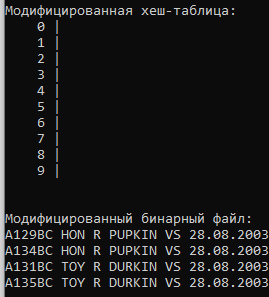 Модифицированная хеш-таблица:
0 |
1 |
2 |
3 |
4 |
5 |
6 |
7 |
8 |
9 |
Модифицированный бинарный файл:
A129BC HON R PUPKIN VS 28.08.2003
A134BC HON R PUPKIN VS 28.08.2003
A131BC TOY R DURKIN VS 28.08.2003
A135BC TOY R DURKIN VS 28.08.2003